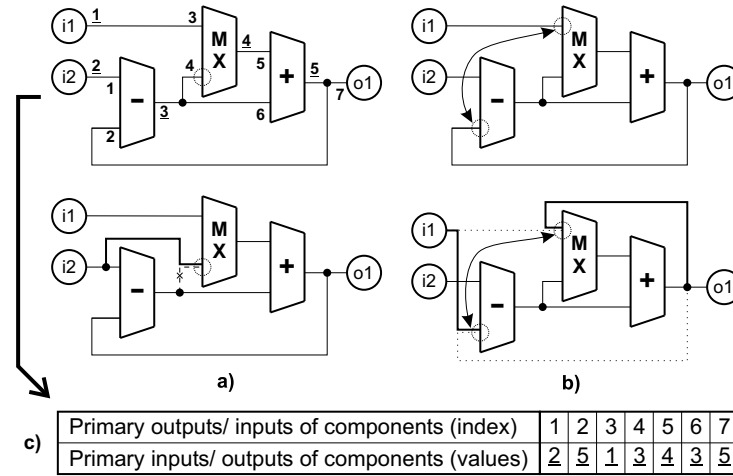 i1 1 3 M X 4 5 + 5 o1 7
i2 2 1 - 3 4 6
2
i1 M X + o1
i2 -
i1 M X + o1
i2 -
i1 M X + o1
i2 -
a) b)
c)
Primary outputs/ inputs of components (index) 1 2 3 4 5 6 7
Primary inputs/ outputs of components (values) 2 5 1 3 4 3 5